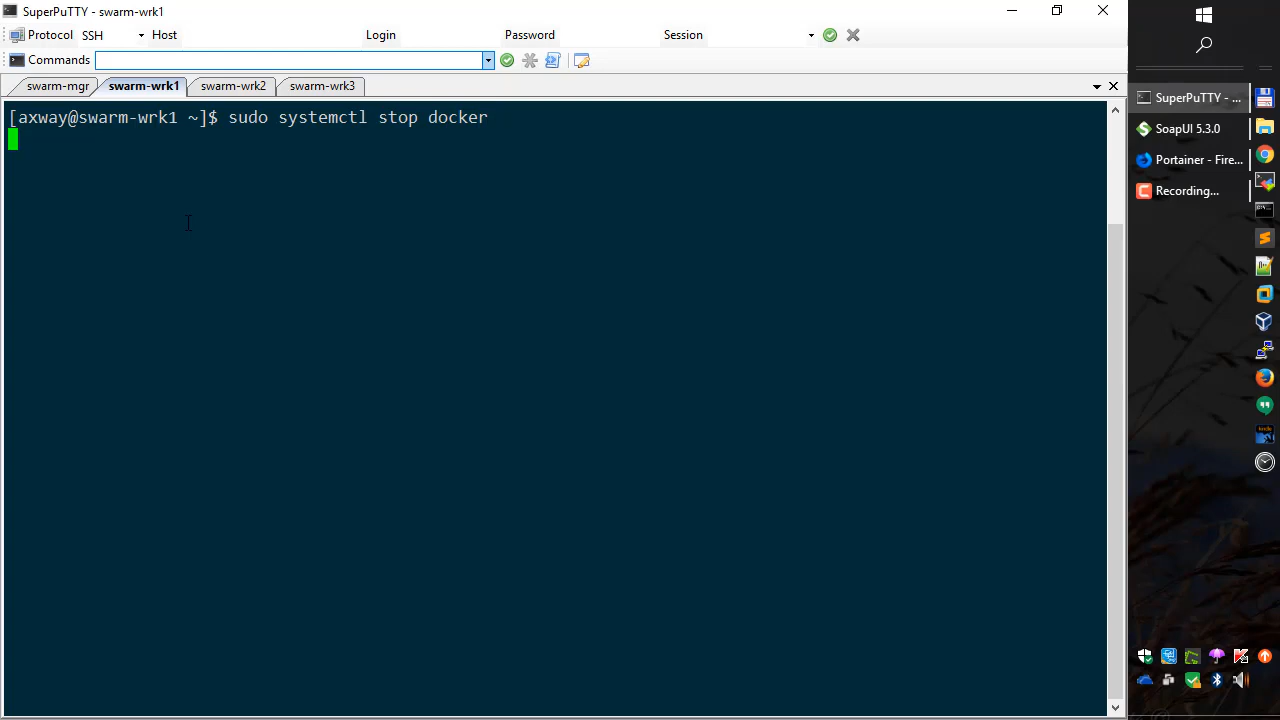 SuperPuTTY - swarm-wrk1
Protocol SSH Host Login Password Session
Commands
swarm-mgr swarm-wrk1 swarm-wrk2 swarm-wrk3
[axway@swarm-wrk1 ~]$ sudo systemctl stop docker
SuperPuTTY - ...
SoapUI 5.3.0
Portainer - Fire...
Recording...